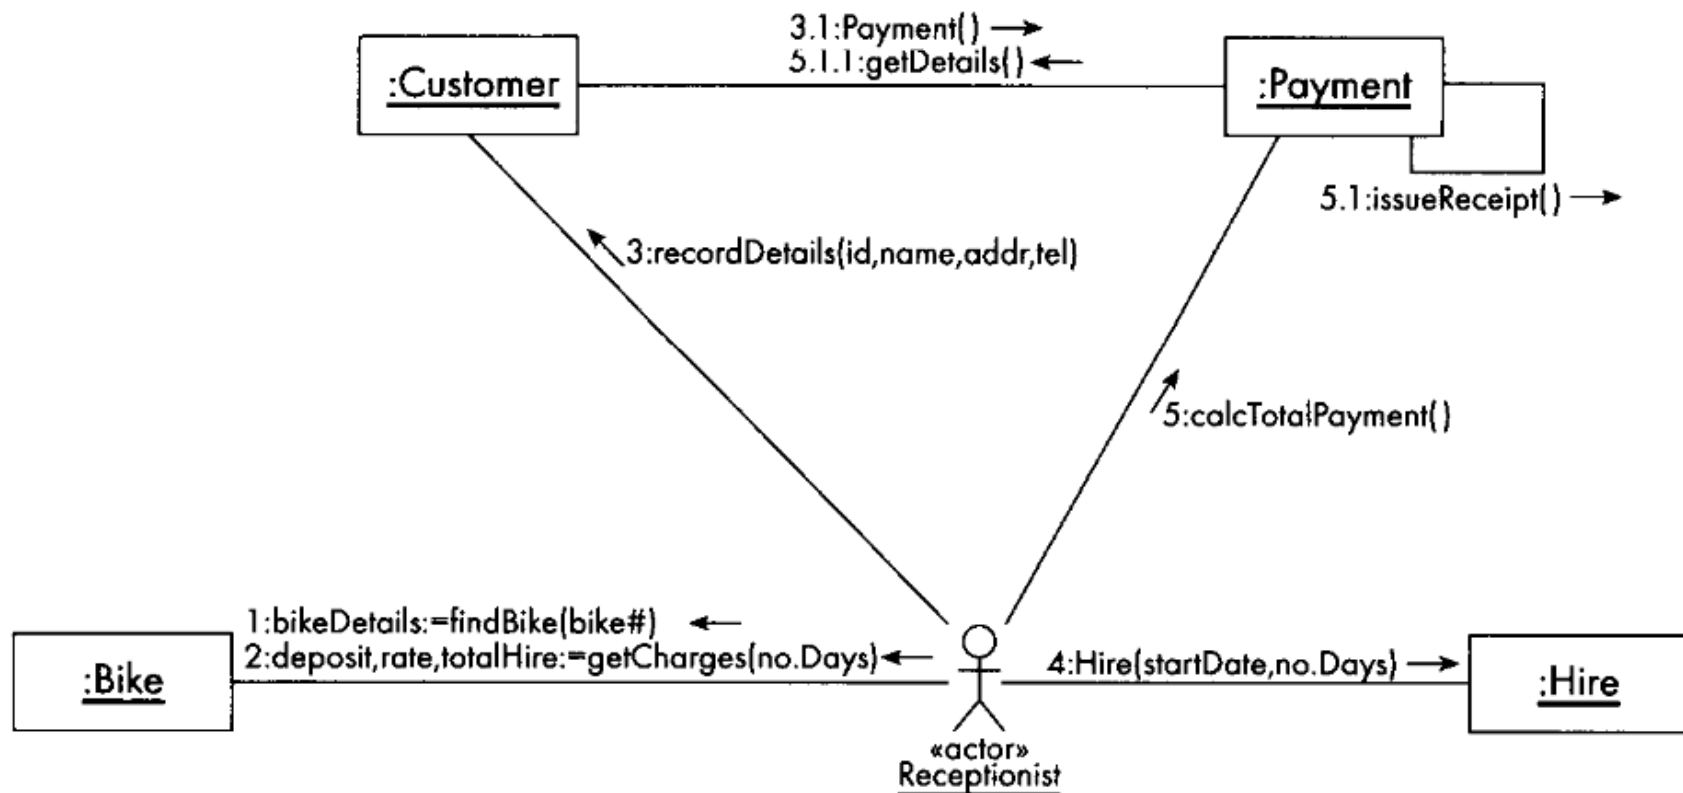 3.1:Payment()
5.1.1:getDetails()
:Customer
:Payment
5.1:issueReceipt()
3:recordDetails(id,name,addr,tel)
5:calcTotalPayment()
1:bikeDetails:=findBike(bike#)
2:deposit,rate,totalHire:=getCharges(no.Days)
4:Hire(startDate,no.Days)
:Bike
:Hire
«actor»
Receptionist